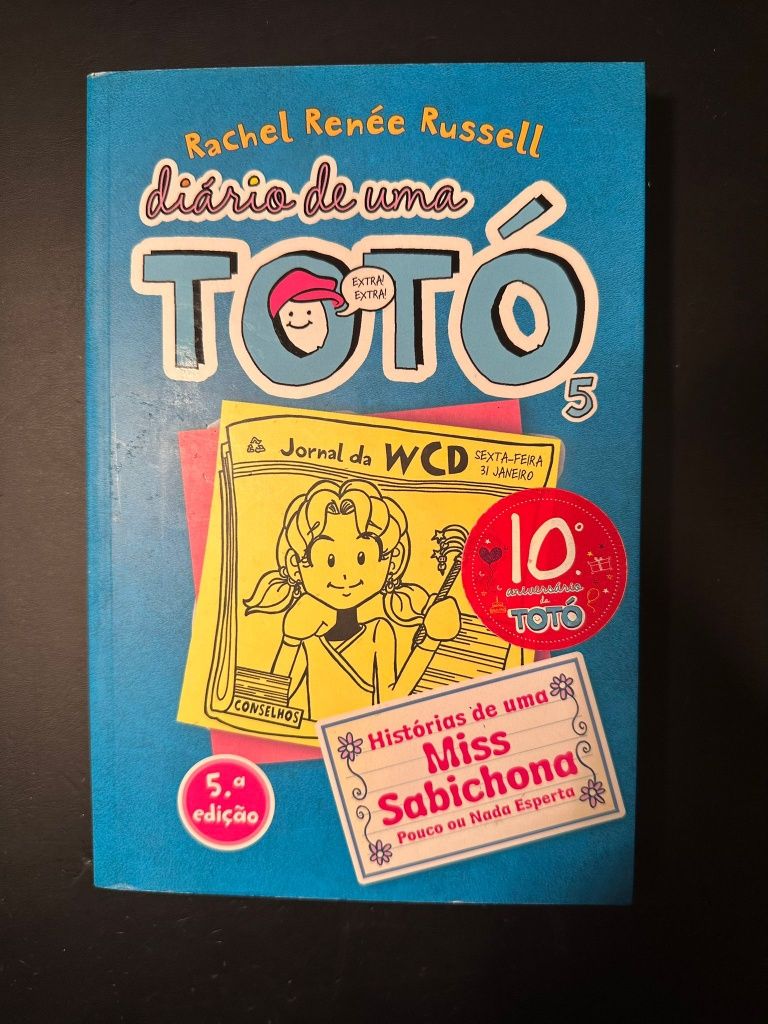 Rachel Renée Russell
diário de uma
TOTÓ
EXTRA!
EXTRA!
5
Jornal da WCD
SEXTA-FEIRA
31 JANEIRO
10.º
aniversário
da
TOTÓ
CONSELHOS
Histórias de uma
Miss
Sabichona
Pouco ou Nada Esperta
5.ª
edição